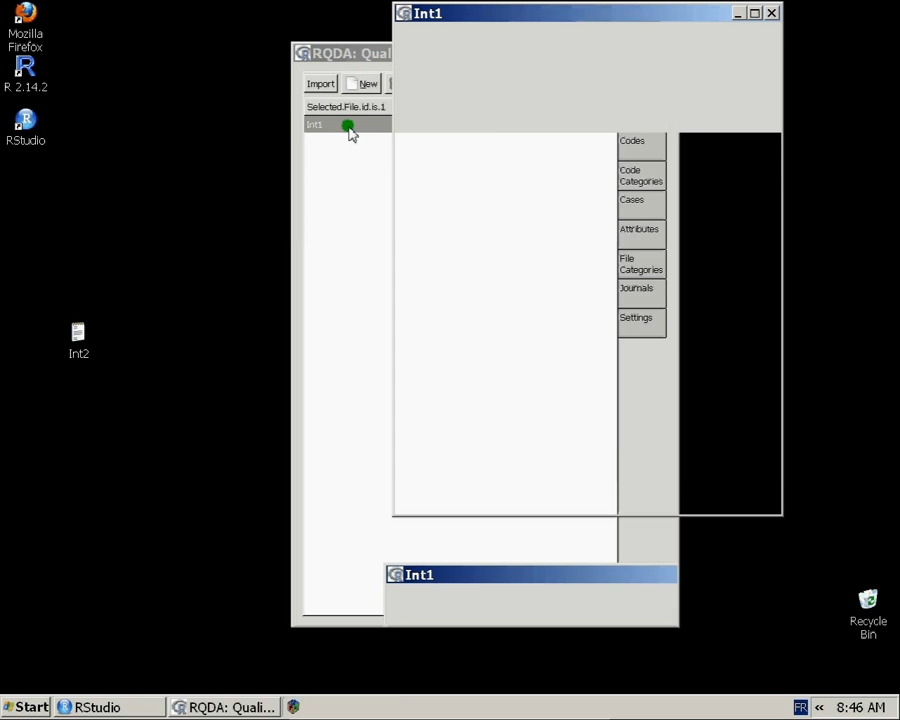 Mozilla
Firefox
R 2.14.2
RStudio
Int2
RQDA: Qual
Import
New
Selected.File.id.is.1
Int1
Int1
Codes
Code
Categories
Cases
Attributes
File
Categories
Journals
Settings
Int1
Recycle
Bin
Start
RStudio
RQDA: Quali...
FR
«
8:46 AM